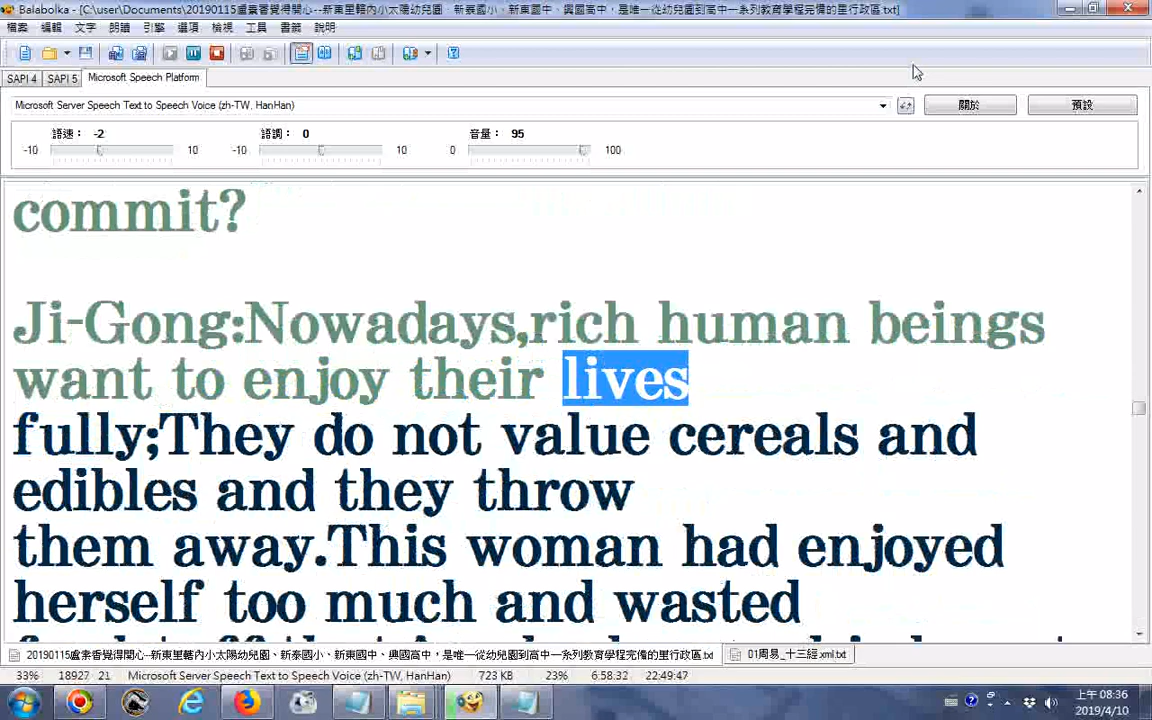 Balabolka - [C:\user\Documents\20190115盧素香覺得開心--新東里轄內小太陽幼兒園、新泰國小、新東國中、興國高中，是唯一從幼兒園到高中一系列教育學程完備的里行政區.txt]
檔案 編輯 文字 朗讀 引擎 選項 檢視 工具 書籤 說明
SAPI 4 SAPI 5 Microsoft Speech Platform
Microsoft Server Speech Text to Speech Voice (zh-TW, HanHan) 關於 預設
語速： -2 語調： 0 音量： 95
-10 10 -10 10 0 100
commit?
Ji-Gong:Nowadays,rich human beings
want to enjoy their lives
fully;They do not value cereals and
edibles and they throw
them away.This woman had enjoyed
herself too much and wasted
20190115盧素香覺得開心--新東里轄內小太陽幼兒園、新泰國小、新東國中、興國高中，是唯一從幼兒園到高中一系列教育學程完備的里行政區.txt 01周易_十三經.xml.txt
33% 18927 21 Microsoft Server Speech Text to Speech Voice (zh-TW, HanHan) 723 KB 23% 6:58.32 22:49:47
上午 08:36
2019/4/10